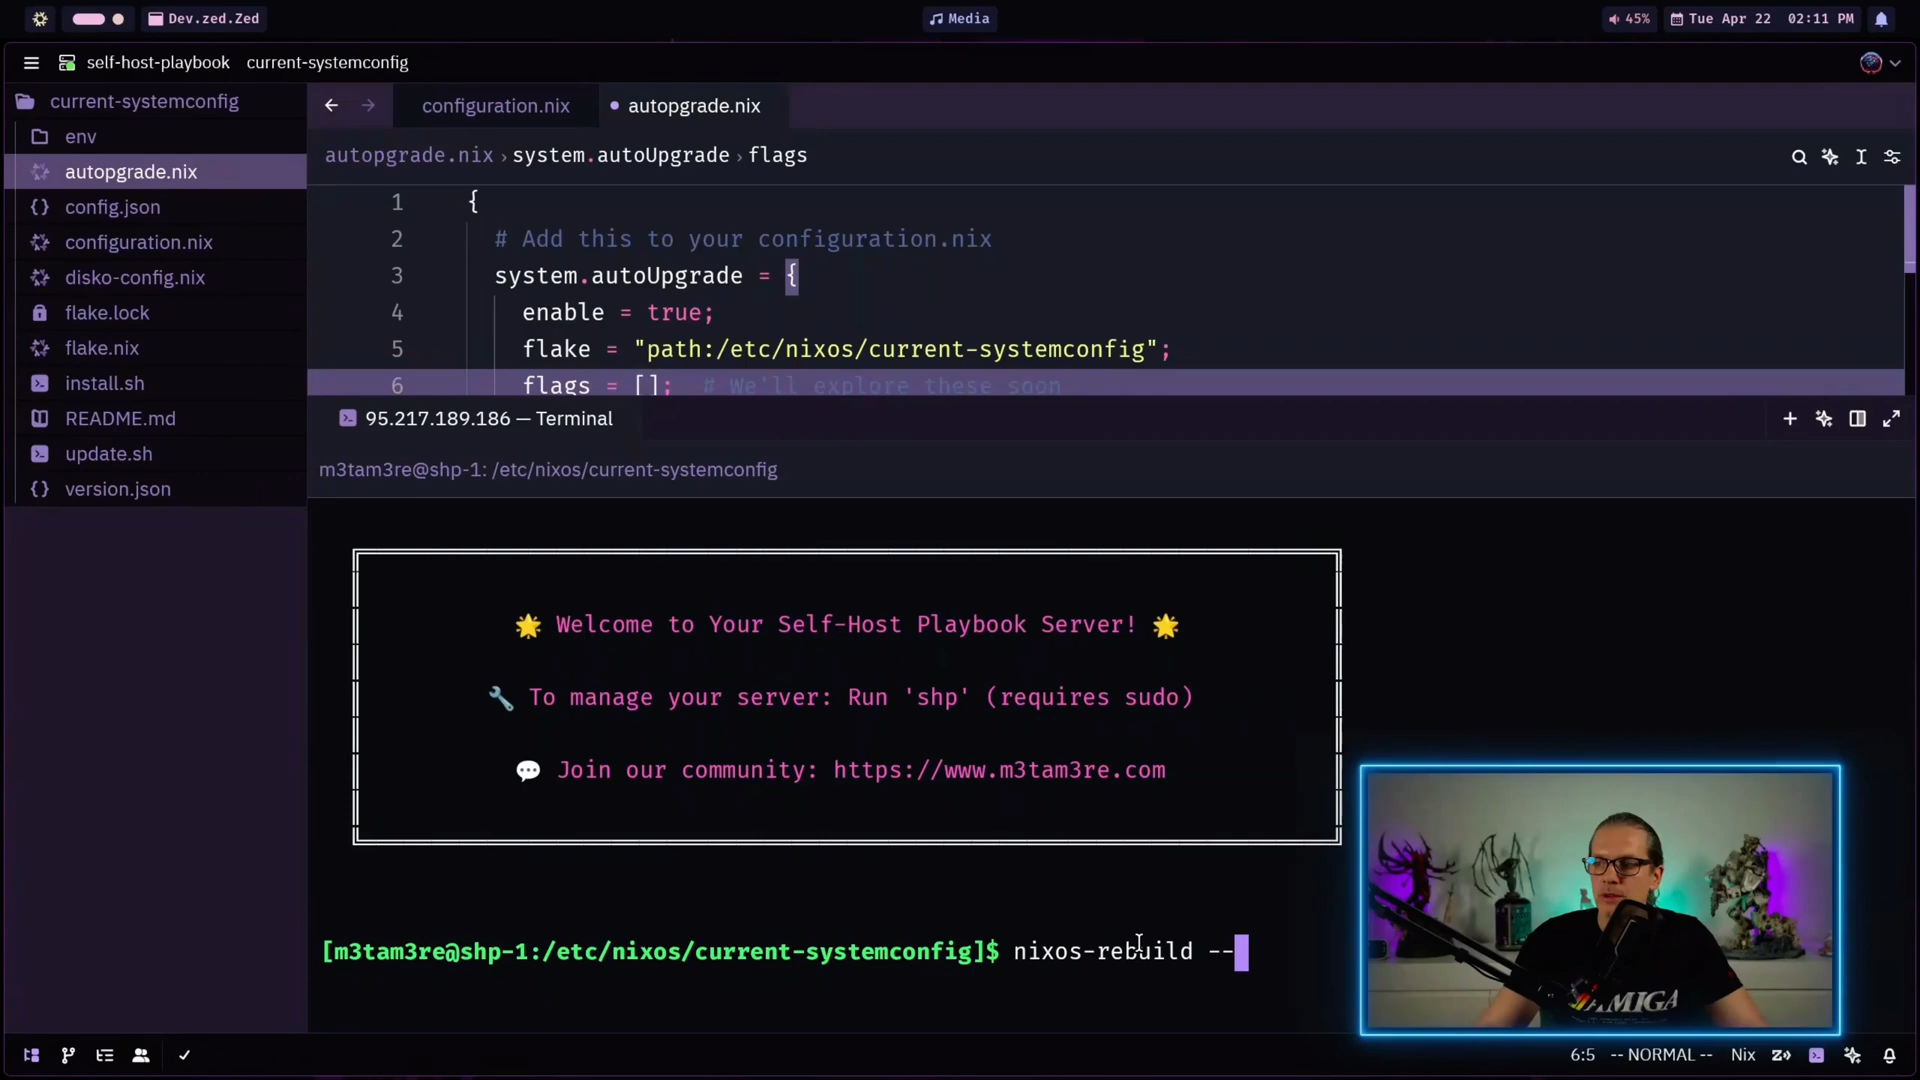 Dev.zed.Zed
Media
45%
Tue Apr 22 02:11 PM
self-host-playbook current-systemconfig
current-systemconfig
env
autopgrade.nix
config.json
configuration.nix
disko-config.nix
flake.lock
flake.nix
install.sh
README.md
update.sh
version.json
configuration.nix
autopgrade.nix
autopgrade.nix › system.autoUpgrade › flags
1 {
2 # Add this to your configuration.nix
3 system.autoUpgrade = {
4 enable = true;
5 flake = "path:/etc/nixos/current-systemconfig";
6 flags = []; # We'll explore these soon
95.217.189.186 — Terminal
m3tam3re@shp-1: /etc/nixos/current-systemconfig
🌟 Welcome to Your Self-Host Playbook Server! 🌟
🔧 To manage your server: Run 'shp' (requires sudo)
💬 Join our community: https://www.m3tam3re.com
[m3tam3re@shp-1:/etc/nixos/current-systemconfig]$ nixos-rebuild --
AMIGA
6:5 -- NORMAL -- Nix